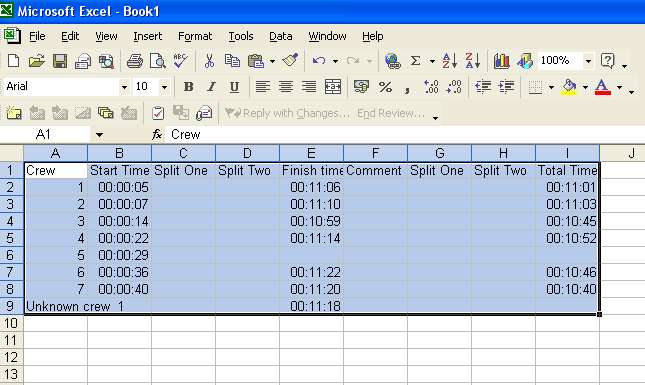 Microsoft Excel - Book1
File Edit View Insert Format Tools Data Window Help
ABC Σ A Z Z A 100% ?
Arial 10 B I U $ % , A
Reply with Changes... End Review...
A1 fx Crew
A B C D E F G H I J
1 Crew Start Time Split One Split Two Finish time Comment Split One Split Two Total Time
2 1 00:00:05 00:11:06 00:11:01
3 2 00:00:07 00:11:10 00:11:03
4 3 00:00:14 00:10:59 00:10:45
5 4 00:00:22 00:11:14 00:10:52
6 5 00:00:29
7 6 00:00:36 00:11:22 00:10:46
8 7 00:00:40 00:11:20 00:10:40
9 Unknown crew 1 00:11:18
10
11
12
13